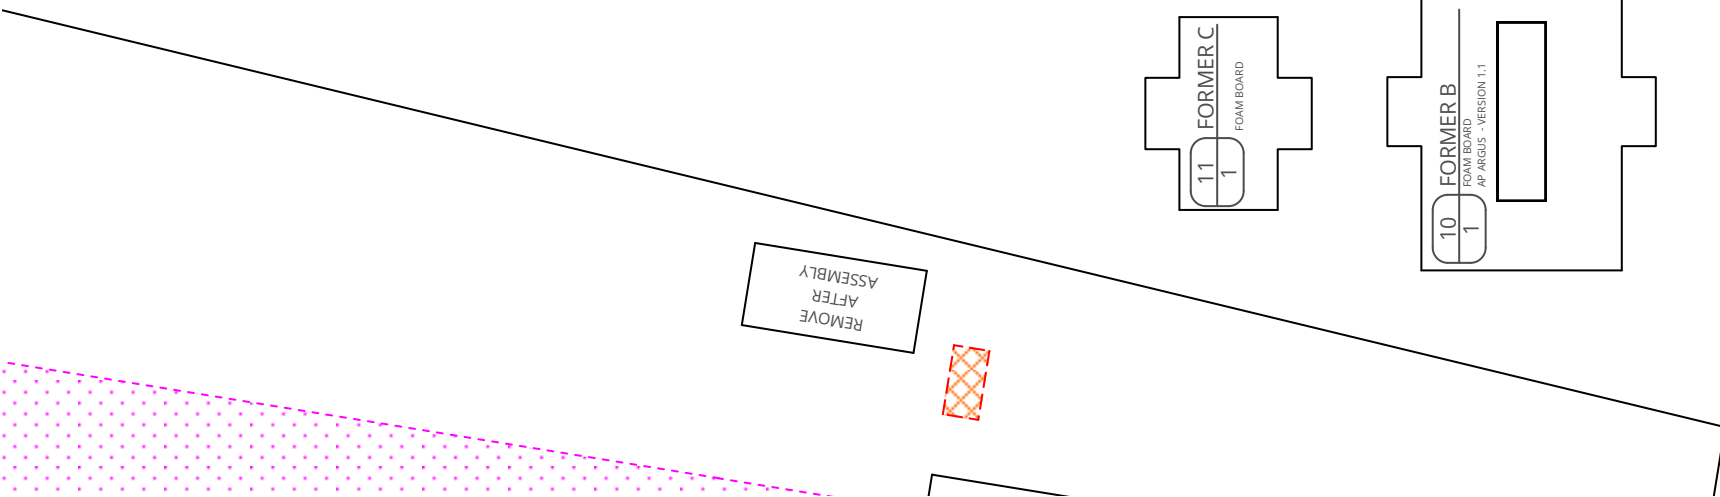 11
1
FORMER C
FOAM BOARD
10
1
FORMER B
FOAM BOARD
AP ARGUS - VERSION 1.1
REMOVE
AFTER
ASSEMBLY